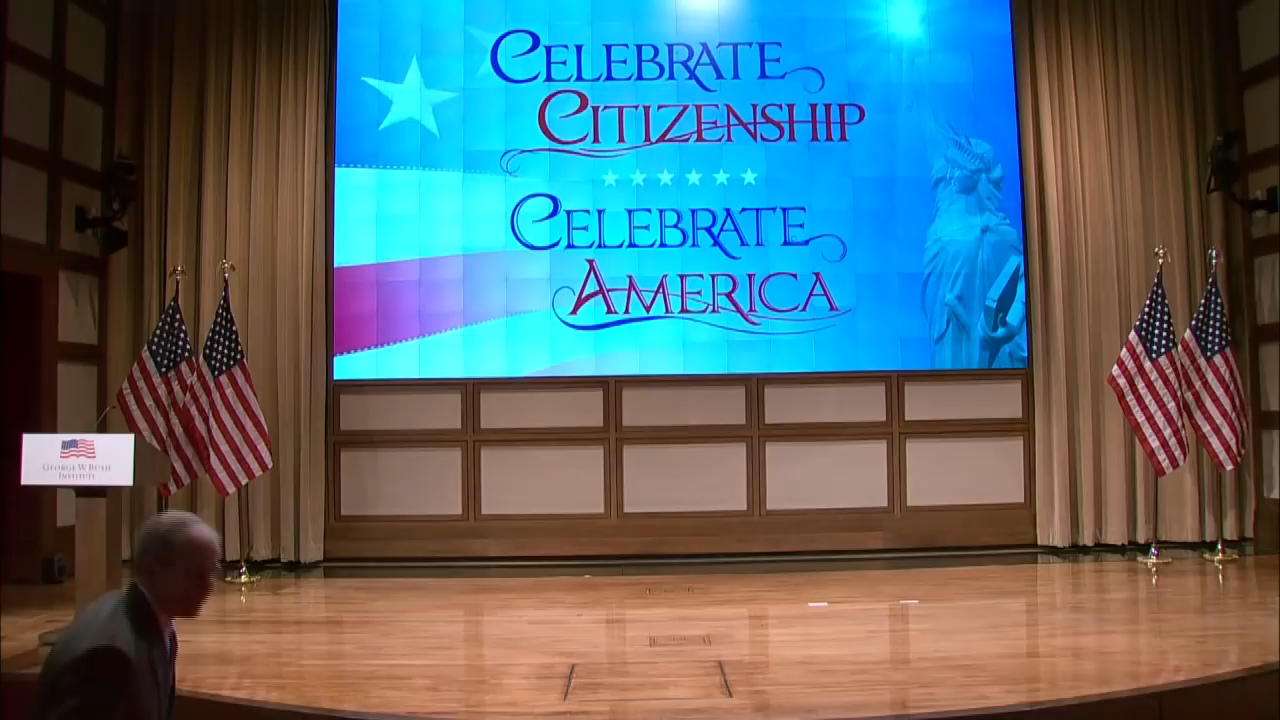 CELEBRATE
CITIZENSHIP
CELEBRATE
AMERICA
GEORGE W. BUSH
INSTITUTE